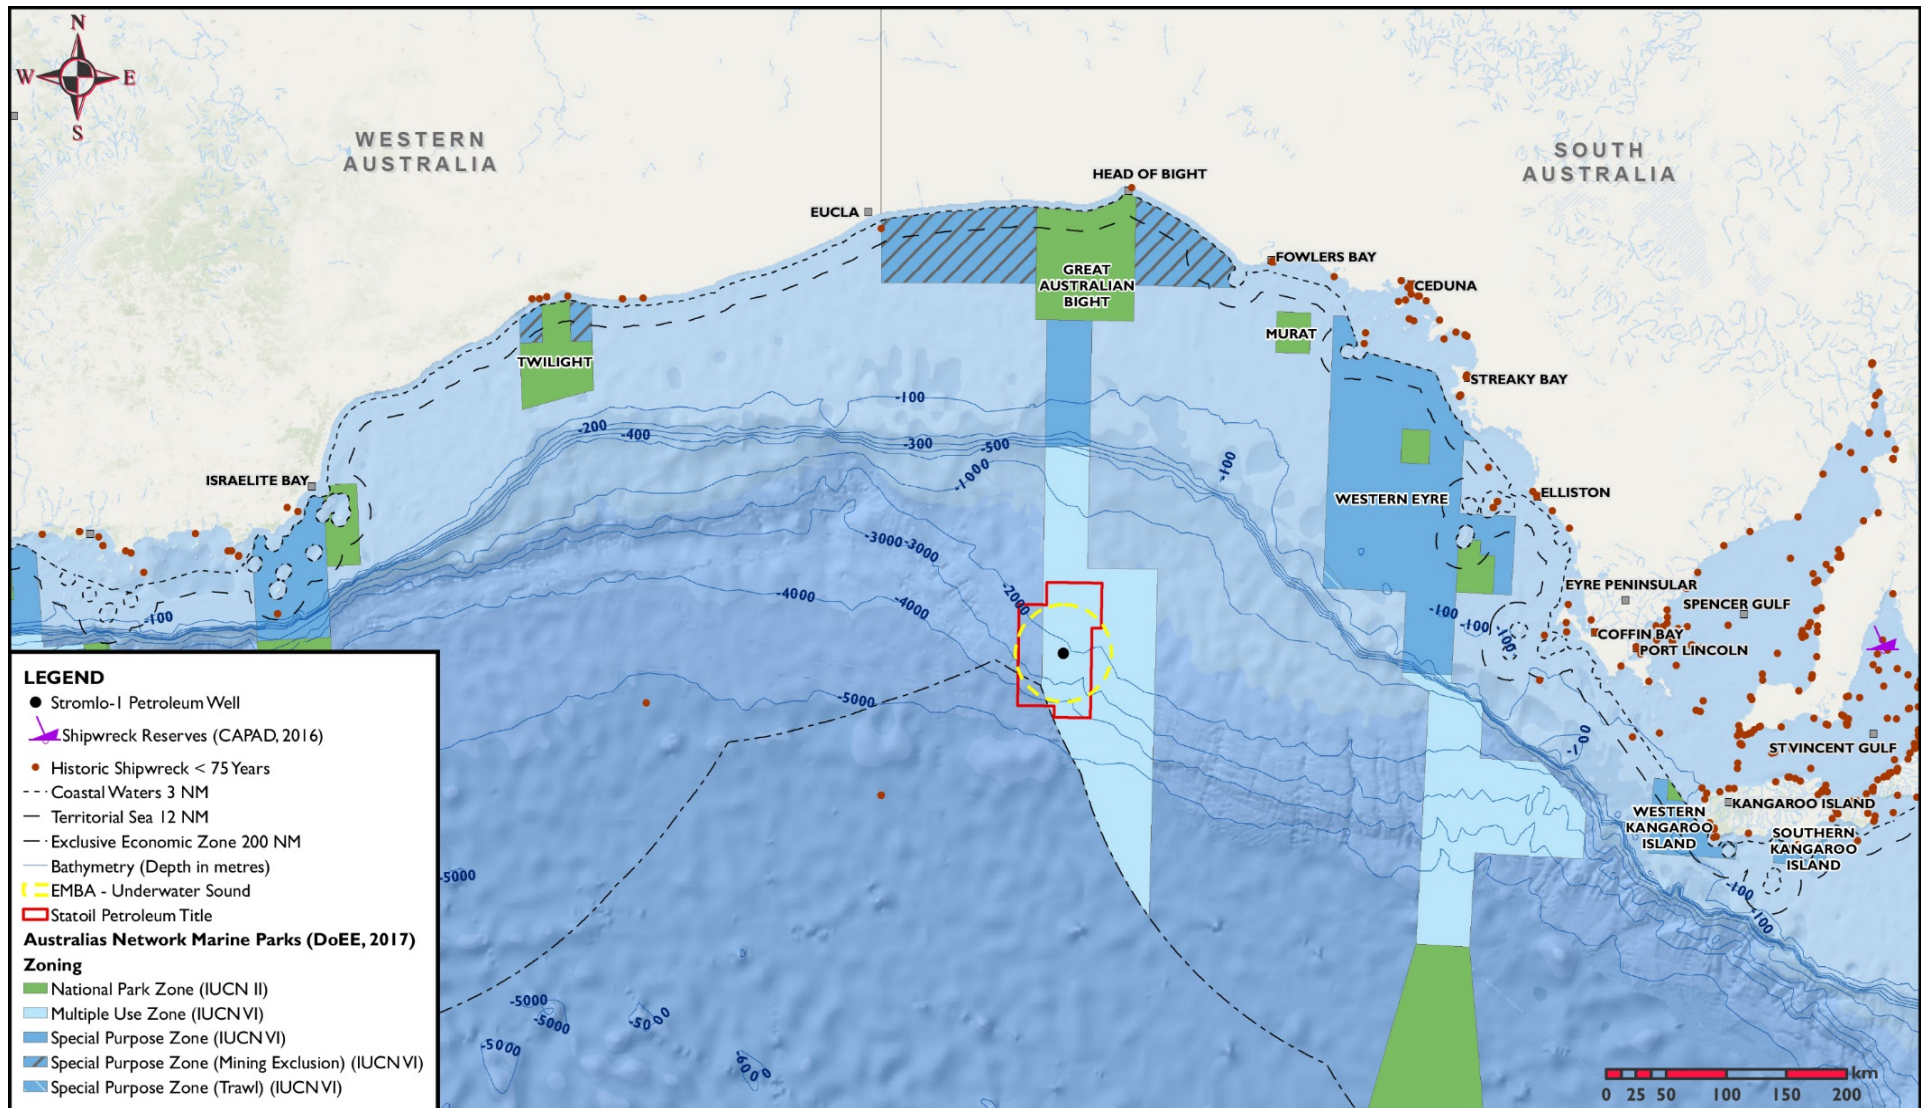 N
W E
S
WESTERN
AUSTRALIA
SOUTH
AUSTRALIA
HEAD OF BIGHT
EUCLA
FOWLERS BAY
GREAT
AUSTRALIAN
BIGHT
CEDUNA
MURAT
TWILIGHT
STREAKY BAY
-100
-200
-400
-300
-500
-1000
-100
ISRAELITE BAY
WESTERN EYRE
ELLISTON
-3000
-3000
-2000
-4000
-4000
EYRE PENINSULAR
SPENCER GULF
-100
-100
-100
-100
COFFIN BAY
PORT LINCOLN
-5000
-100
ST VINCENT GULF
KANGAROO ISLAND
WESTERN
KANGAROO
ISLAND
SOUTHERN
KANGAROO
ISLAND
-5000
-100
-100
-5000
-5000
-5000
-5000
-6000
LEGEND
Stromlo-1 Petroleum Well
Shipwreck Reserves (CAPAD, 2016)
Historic Shipwreck < 75 Years
Coastal Waters 3 NM
Territorial Sea 12 NM
Exclusive Economic Zone 200 NM
Bathymetry (Depth in metres)
EMBA - Underwater Sound
Statoil Petroleum Title
Australias Network Marine Parks (DoEE, 2017)
Zoning
National Park Zone (IUCN II)
Multiple Use Zone (IUCN VI)
Special Purpose Zone (IUCN VI)
Special Purpose Zone (Mining Exclusion) (IUCN VI)
Special Purpose Zone (Trawl) (IUCN VI)
km
0 25 50 100 150 200